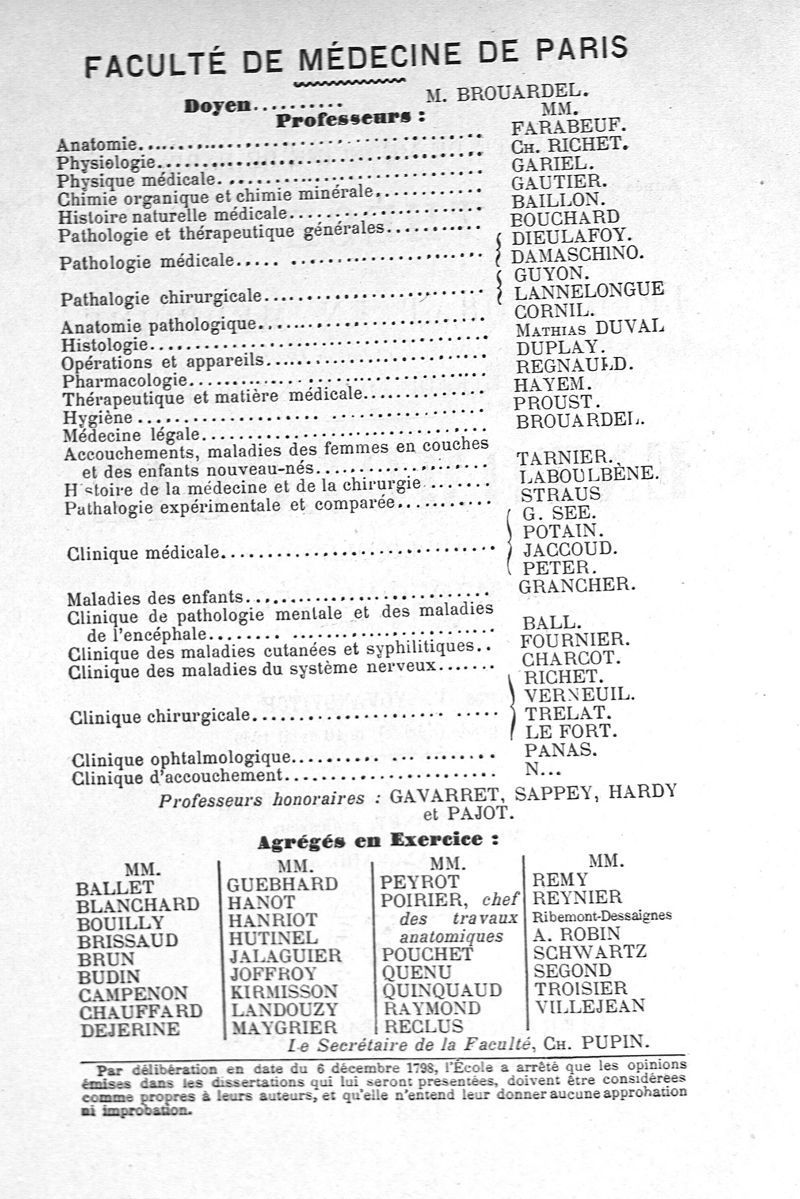 FACULTÉ DE MÉDECINE DE PARIS
Doyen.......... M. BROUARDEL.
Professeurs : MM.
Anatomie................................ FARABEUF.
Physiologie............................. CH. RICHET.
Physique médicale....................... GARIEL.
Chimie organique et chimie minérale............ GAUTIER.
Histoire naturelle médicale.................... BAILLON.
Pathologie et thérapeutique générales........... BOUCHARD
Pathologie médicale..... ..................... { DIEULAFOY.
DAMASCHINO.
Pathalogie chirurgicale....................... { GUYON.
LANNELONGUE
Anatomie pathologique......................... CORNIL.
Histologie.................................... MATHIAS DUVAL
Opérations et appareils....................... DUPLAY.
Pharmacologie................................. REGNAULD.
Thérapeutique et matière médicale............. HAYEM.
Hygiène ...................................... PROUST.
Médecine légale............................... BROUARDEL.
Accouchements, maladies des femmes en couches
et des enfants nouveau-nés.................... TARNIER.
H stoire de la médecine et de la chirurgie ....... LABOULBÈNE.
Pathalogie expérimentale et comparée........... STRAUS
Clinique médicale............................. { G. SEE.
POTAIN.
JACCOUD.
PETER.
Maladies des enfants.......................... GRANCHER.
Clinique de pathologie mentale et des maladies
de l'encéphale........ ....................... BALL.
Clinique des maladies cutanées et syphilitiques.. FOURNIER.
Clinique des maladies du système nerveux....... CHARCOT.
Clinique chirurgicale.................... ..... { RICHET.
VERNEUIL.
TRELAT.
LE FORT.
Clinique ophtalmologique.......... ... ........ PANAS.
Clinique d'accouchement....................... N...
Professeurs honoraires : GAVARRET, SAPPEY, HARDY
et PAJOT.
Agrégés en Exercice :
MM.
BALLET
BLANCHARD
BOUILLY
BRISSAUD
BRUN
BUDIN
CAMPENON
CHAUFFARD
DEJERINE
MM.
GUEBHARD
HANOT
HANRIOT
HUTINEL
JALAGUIER
JOFFROY
KIRMISSON
LANDOUZY
MAYGRIER
MM.
PEYROT
POIRIER, chef
des travaux
anatomiques
POUCHET
QUENU
QUINQUAUD
RAYMOND
RECLUS
MM.
REMY
REYNIER
Ribemont-Dessaignes
A. ROBIN
SCHWARTZ
SEGOND
TROISIER
VILLEJEAN
Le Secrétaire de la Faculté, CH. PUPIN.
Par délibération en date du 6 décembre 1798, l'École a arrêté que les opinions
émises dans les dissertations qui lui seront presentées, doivent être considérées
comme propres à leurs auteurs, et qu'elle n'entend leur donner aucune approbation
ni improbation.